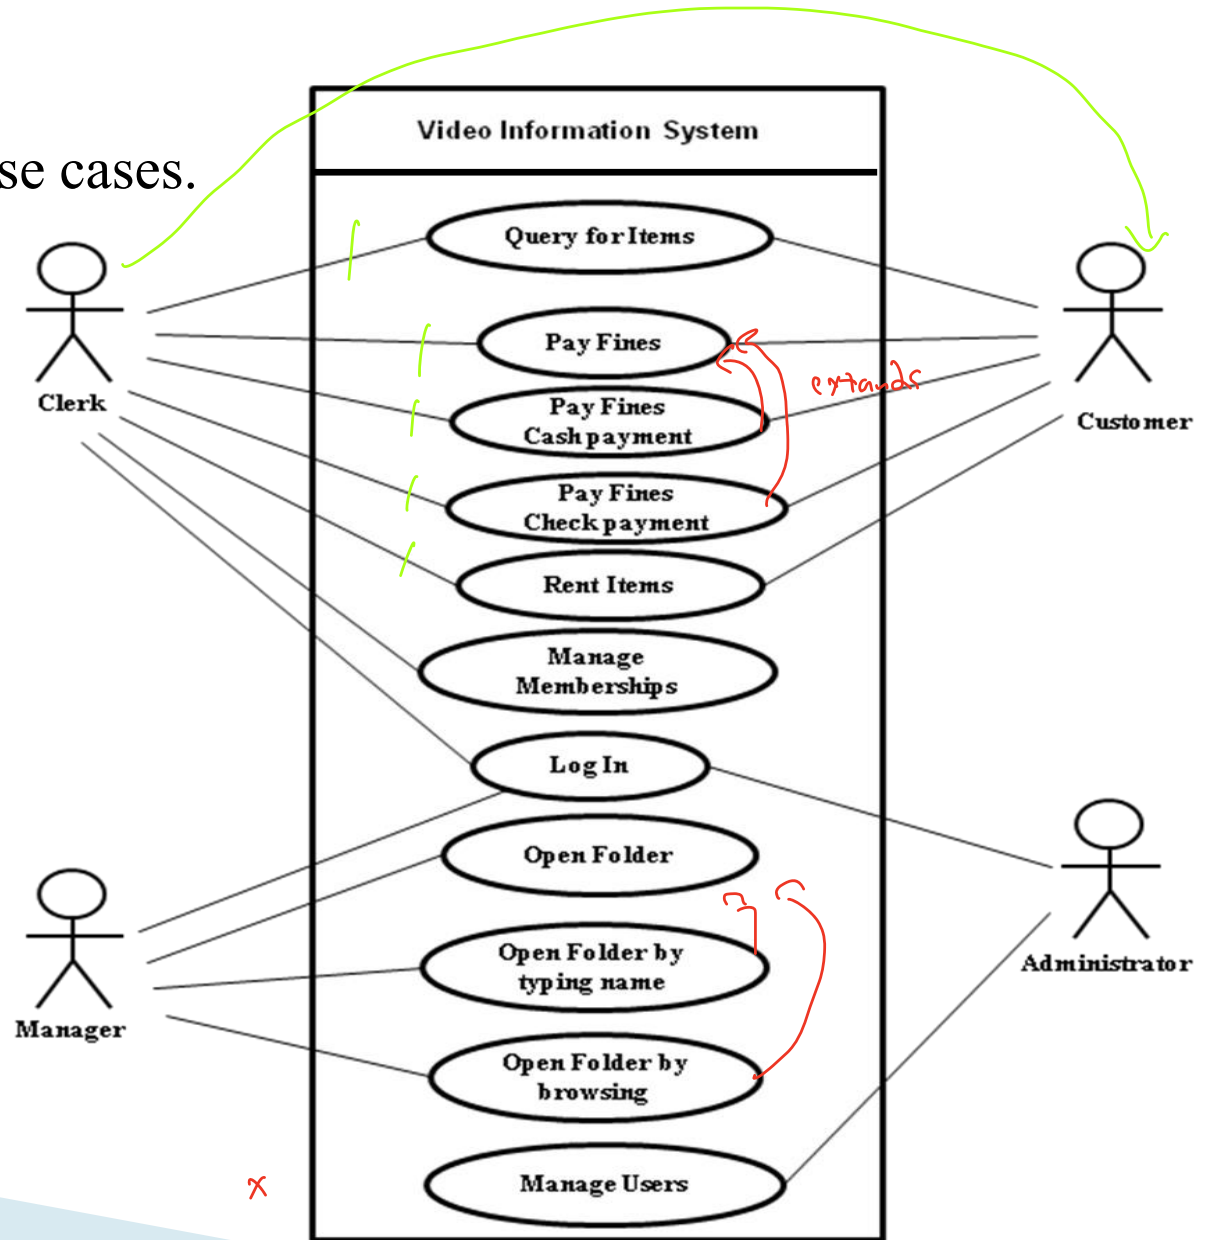 se cases.
Video Information System
Query for Items
Pay Fines
extands
Pay Fines
Cash payment
Clerk
Customer
Pay Fines
Check payment
Rent Items
Manage
Memberships
Log In
Open Folder
Open Folder by
typing name
Administrator
Manager
Open Folder by
browsing
Manage Users
x